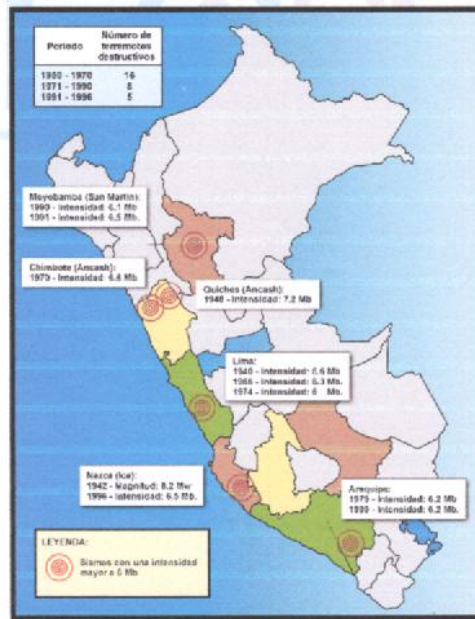 Periodo Número de terremotos destructivos
1900 - 1970 16
1971 - 1990 8
1991 - 1996 5
Moyobamba (San Martín):
1990 - Intensidad: 6.1 Mb
1991 - Intensidad: 6.5 Mb.
Chimbote (Ancash):
1970 - Intensidad: 6.6 Mb
Quiches (Ancash):
1946 - Intensidad: 7.2 Mb
Lima:
1940 - Intensidad: 6.6 Mb
1966 - Intensidad: 6.3 Mb.
1974 - Intensidad: 6 Mb.
Nazca (Ica):
1942 - Magnitud: 8.2 Mw
1996 - Intensidad: 6.5 Mb.
Arequipa:
1979 - Intensidad: 6.2 Mb
Intensidad: 6.2 Mb.
LEYENDA:
Sismos con una intensidad
mayor a 6 Mb